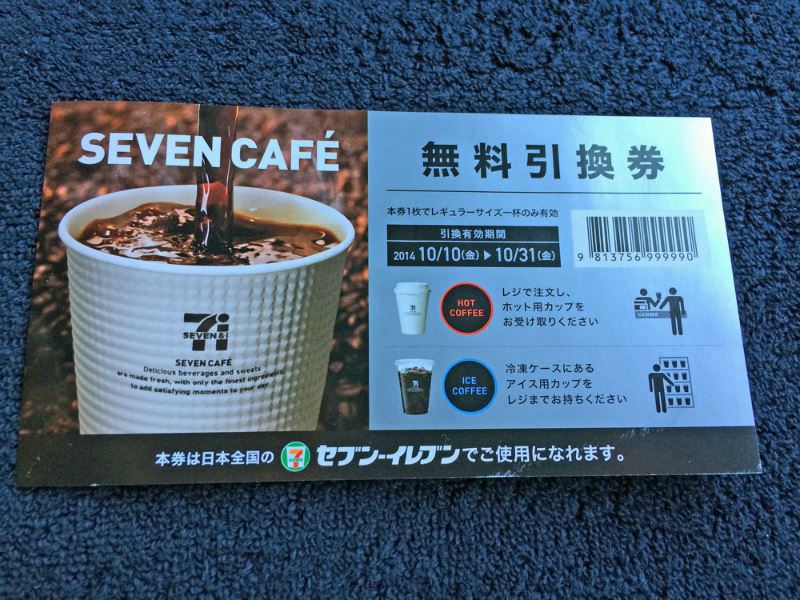 SEVEN CAFÉ
SEVEN & i
SEVEN CAFÉ
Delicious beverages and sweets
are made fresh, with only the finest ingredients,
to add satisfying moments to your day.
無料引換券
本券1枚でレギュラーサイズ一杯のみ有効
引換有効期間
2014 10/10(金)▶10/31(金)
9 813756 999990
HOT
COFFEE
レジで注文し、
ホット用カップを
お受け取りください
CASHIER
ICE
COFFEE
冷凍ケースにある
アイス用カップを
レジまでお持ちください
本券は日本全国の セブン-イレブンでご使用になれます。